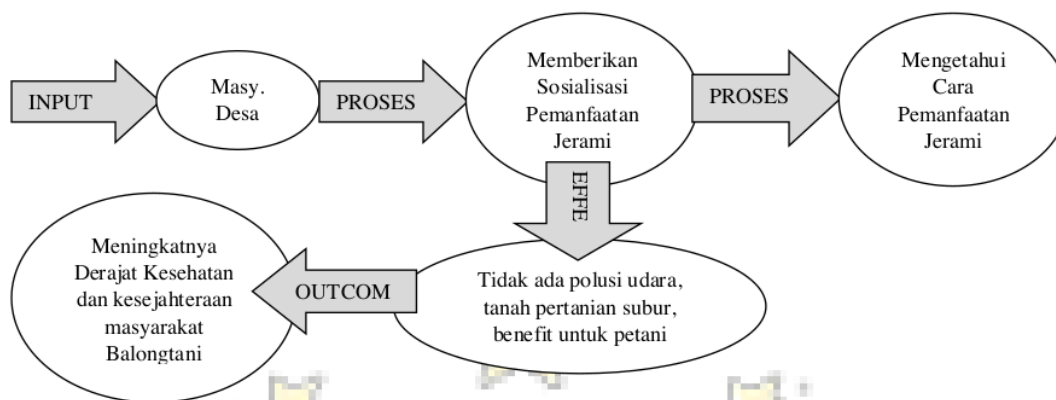 INPUT
Masy.
Desa
PROSES
Memberikan
Sosialisasi
Pemanfaatan
Jerami
PROSES
Mengetahui
Cara
Pemanfaatan
Jerami
EFFE
Tidak ada polusi udara,
tanah pertanian subur,
benefit untuk petani
OUTCOM
Meningkatnya
Derajat Kesehatan
dan kesejahteraan
masyarakat
Balongtani